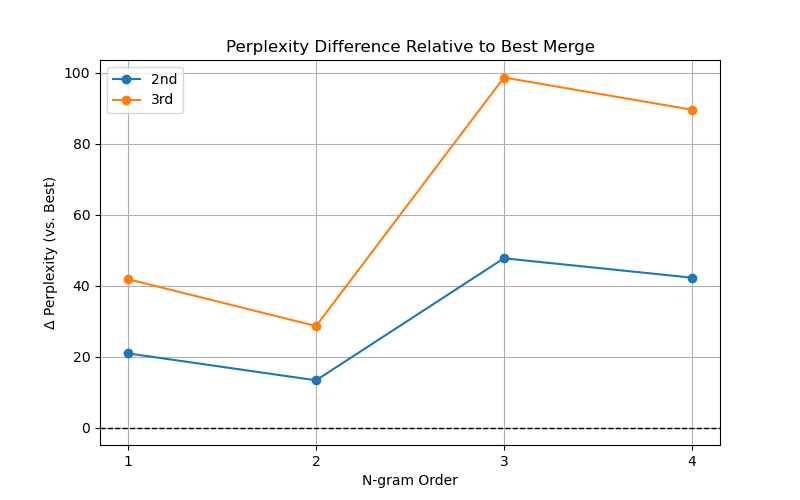 Perplexity Difference Relative to Best Merge
2nd
3rd
Δ Perplexity (vs. Best)
100
80
60
40
20
0
1 2 3 4
N-gram Order